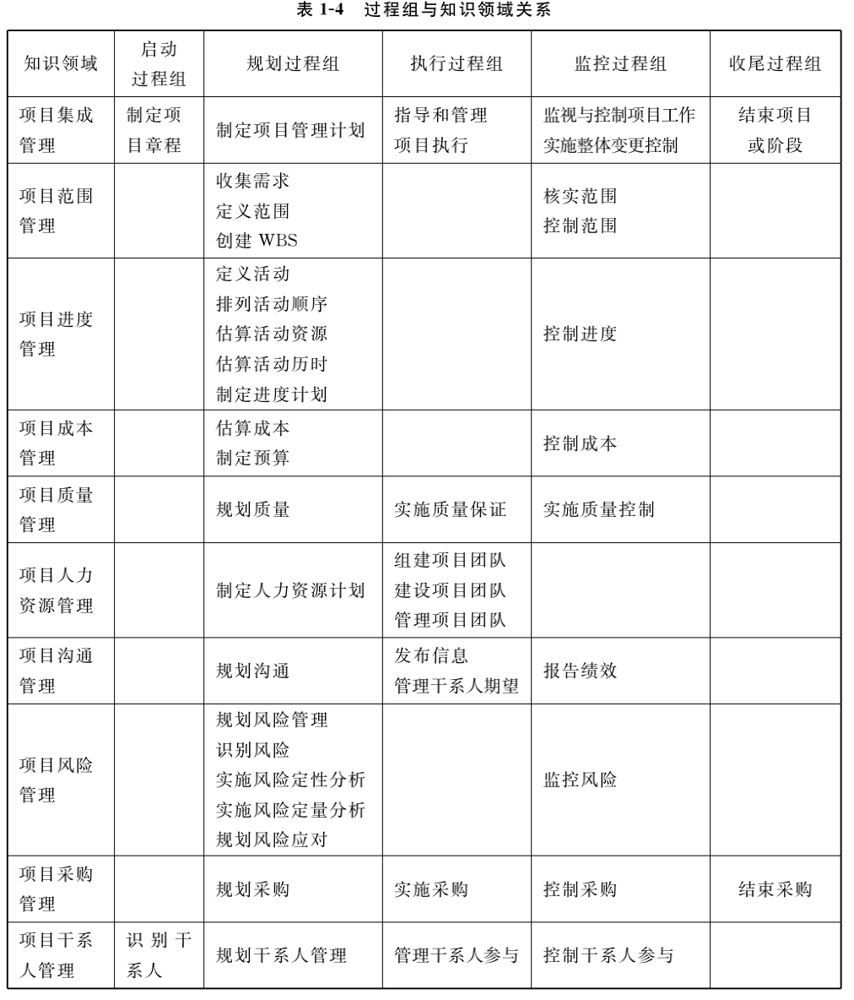 表 1-4 过程组与知识领域关系
知识领域
启动
过程组
规划过程组
执行过程组
监控过程组
收尾过程组
项目集成
管理
制定项
目章程
制定项目管理计划
指导和管理
项目执行
监视与控制项目工作
实施整体变更控制
结束项目
或阶段
项目范围
管理
收集需求
定义范围
创建 WBS
核实范围
控制范围
项目进度
管理
定义活动
排列活动顺序
估算活动资源
估算活动历时
制定进度计划
控制进度
项目成本
管理
估算成本
制定预算
控制成本
项目质量
管理
规划质量
实施质量保证
实施质量控制
项目人力
资源管理
制定人力资源计划
组建项目团队
建设项目团队
管理项目团队
项目沟通
管理
规划沟通
发布信息
管理干系人期望
报告绩效
项目风险
管理
规划风险管理
识别风险
实施风险定性分析
实施风险定量分析
规划风险应对
监控风险
项目采购
管理
规划采购
实施采购
控制采购
结束采购
项目干系
人管理
识别干
系人
规划干系人管理
管理干系人参与
控制干系人参与